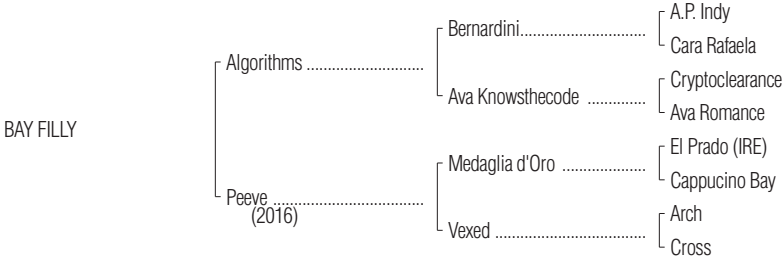 A.P. Indy
Bernardini..............................
Cara Rafaela
Algorithms ............................
Cryptoclearance
Ava Knowsthecode ..............
Ava Romance
BAY FILLY
El Prado (IRE)
Medaglia d'Oro ....................
Cappucino Bay
Peeve ....................................
(2016)
Arch
Vexed ....................................
Cross